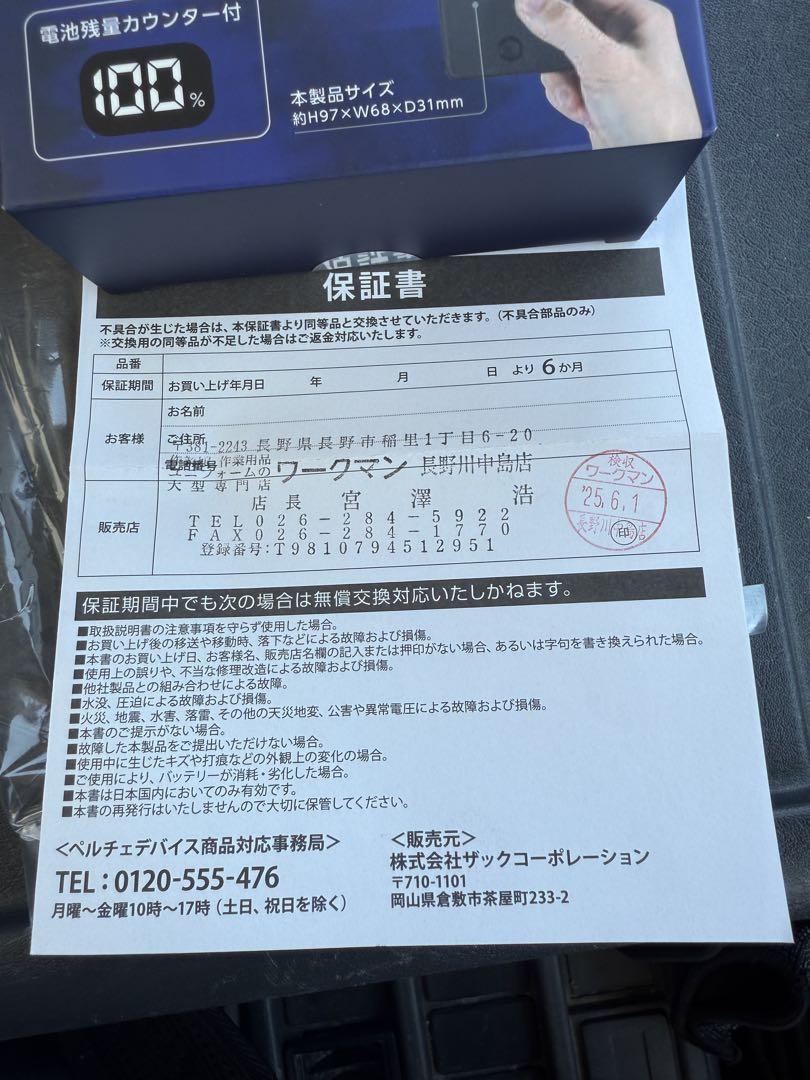 電池残量カウンター付
100%
本製品サイズ
約H97×W68×D31mm
保証書
不具合が生じた場合は、本保証書より同等品と交換させていただきます。(不具合部品のみ)
※交換用の同等品が不足した場合はご返金対応いたします。
品番
保証期間 お買い上げ年月日 年 月 日 より 6か月
お客様
お名前
ご住所
電話番号
〒381-2243 長野県長野市稲里1丁目6-20
作業用品
ユニフォームの
大型専門店
ワークマン 長野川中島店
店長 宮澤 浩
TEL026-284-5922
FAX026-284-1770
登録番号:T9810794512951
販売店
検収
ワークマン
'25.6.1
長野川中島店
印
保証期間中でも次の場合は無償交換対応いたしかねます。
■取扱説明書の注意事項を守らず使用した場合。
■お買い上げ後の移送や移動時、落下などによる故障および損傷。
■本書のお買い上げ日、お客様名、販売店名欄の記入または押印がない場合、あるいは字句を書き換えられた場合。
■使用上の誤りや、不当な修理改造による故障および損傷。
■他社製品との組み合わせによる故障。
■水没、圧迫による故障および損傷。
■火災、地震、水害、落雷、その他の天災地変、公害や異常電圧による故障および損傷。
■本書のご提示がない場合。
■故障した本製品をご提出いただけない場合。
■使用中に生じたキズや打痕などの外観上の変化の場合。
■ご使用により、バッテリーが消耗・劣化した場合。
■本書は日本国内においてのみ有効です。
■本書の再発行はいたしませんので大切に保管してください。
<ペルチェデバイス商品対応事務局>
TEL：0120-555-476
月曜〜金曜10時〜17時（土日、祝日を除く）
<販売元>
株式会社ザックコーポレーション
〒710-1101
岡山県倉敷市茶屋町233-2